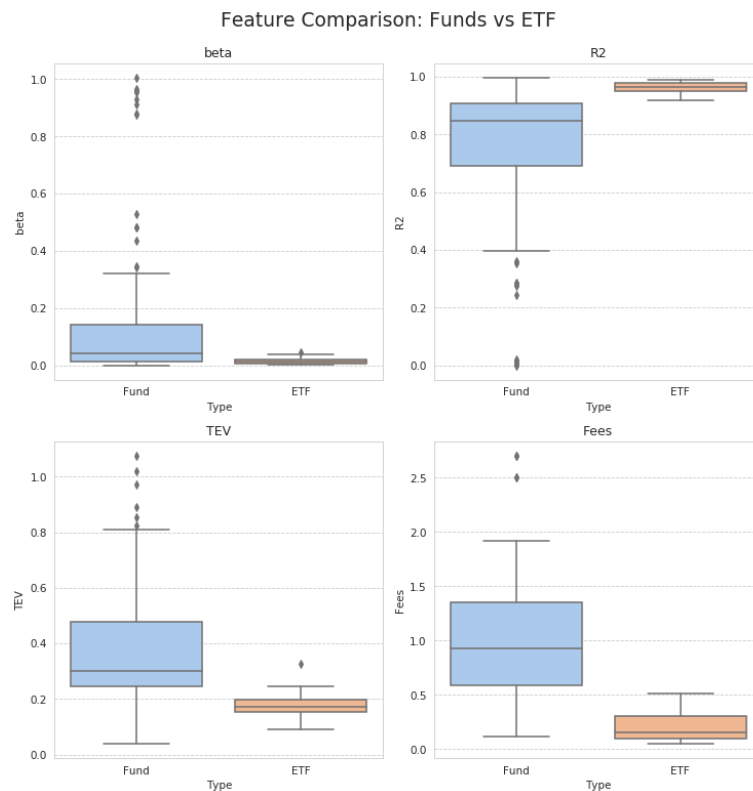 Feature Comparison: Funds vs ETF
beta
1.0
0.8
0.6
0.4
0.2
0.0
beta
Fund
ETF
Type
R2
1.0
0.8
0.6
0.4
0.2
0.0
R2
Fund
ETF
Type
TEV
1.0
0.8
0.6
0.4
0.2
0.0
TEV
Fund
ETF
Type
Fees
2.5
2.0
1.5
1.0
0.5
0.0
Fees
Fund
ETF
Type